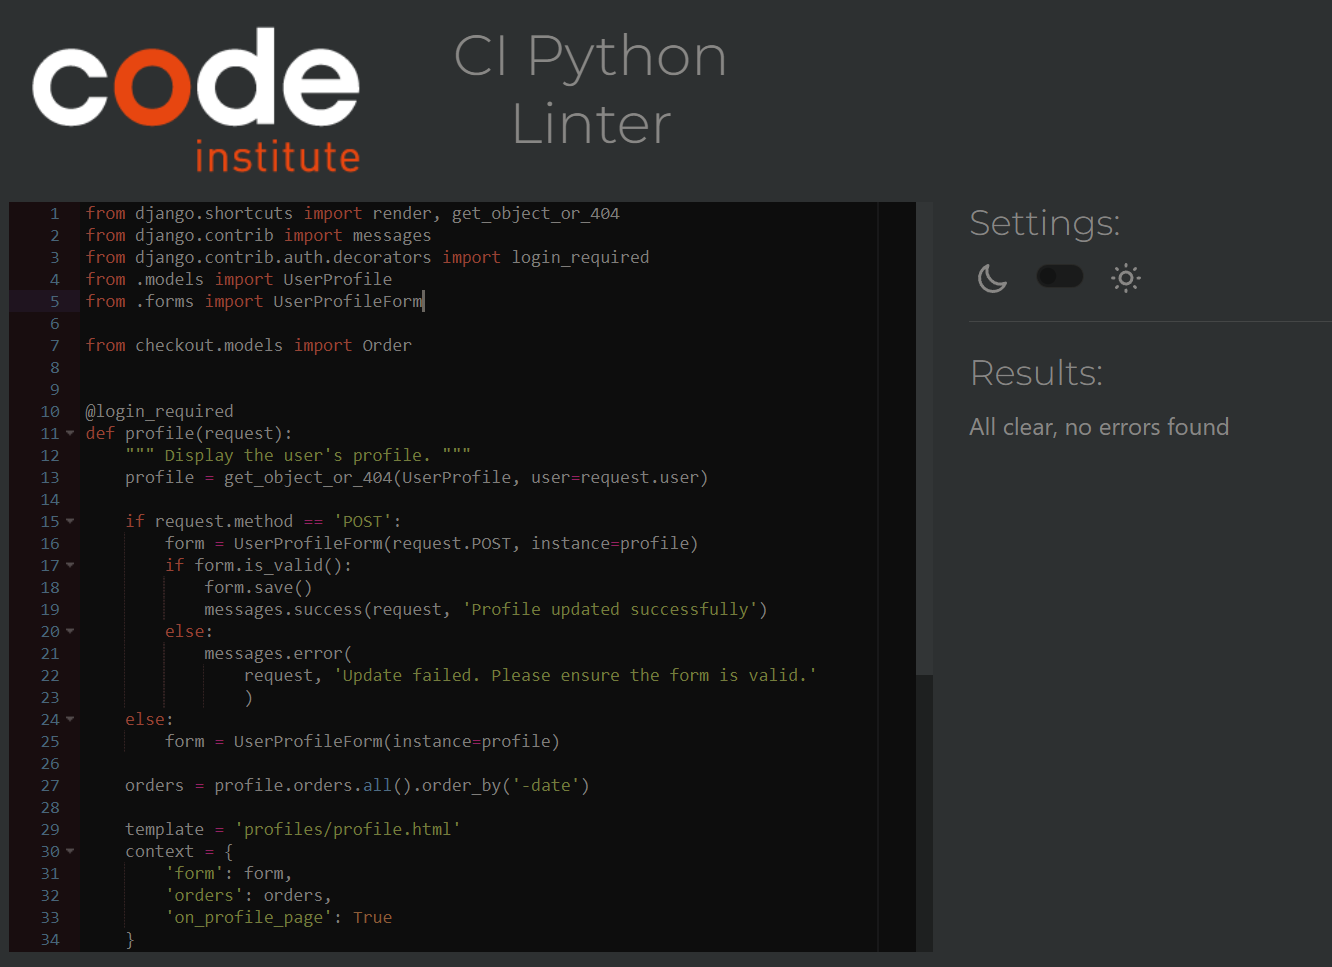 code
institute
CI Python
Linter
1 from django.shortcuts import render, get_object_or_404
2 from django.contrib import messages
3 from django.contrib.auth.decorators import login_required
4 from .models import UserProfile
5 from .forms import UserProfileForm
6
7 from checkout.models import Order
8
9
10 @login_required
11 def profile(request):
12     """ Display the user's profile. """
13     profile = get_object_or_404(UserProfile, user=request.user)
14
15     if request.method == 'POST':
16         form = UserProfileForm(request.POST, instance=profile)
17         if form.is_valid():
18             form.save()
19             messages.success(request, 'Profile updated successfully')
20         else:
21             messages.error(
22                 request, 'Update failed. Please ensure the form is valid.'
23                 )
24     else:
25         form = UserProfileForm(instance=profile)
26
27     orders = profile.orders.all().order_by('-date')
28
29     template = 'profiles/profile.html'
30     context = {
31         'form': form,
32         'orders': orders,
33         'on_profile_page': True
34     }
Settings:
Results:
All clear, no errors found